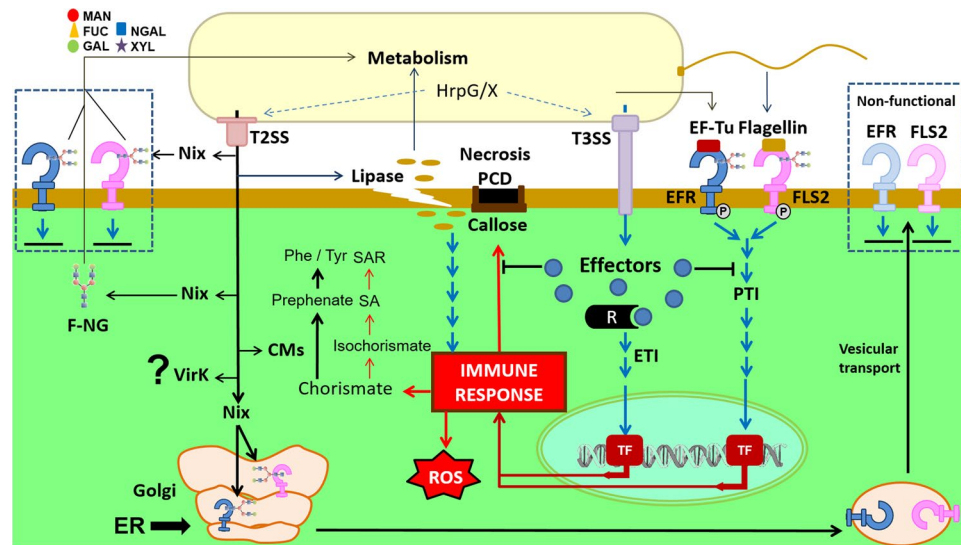 MAN
FUC NGAL
GAL XYL
Metabolism
HrpG/X
T2SS
T3SS
EF-Tu Flagellin
Non-functional
EFR FLS2
Nix
Lipase
Necrosis
PCD
Callose
EFR
FLS2
P
P
Phe / Tyr SAR
Effectors
PTI
Prephenate SA
Nix
F-NG
R
Isochorismate
ETI
CMs
IMMUNE
RESPONSE
Vesicular
transport
?
VirK
Chorismate
Nix
TF
TF
ROS
Golgi
ER